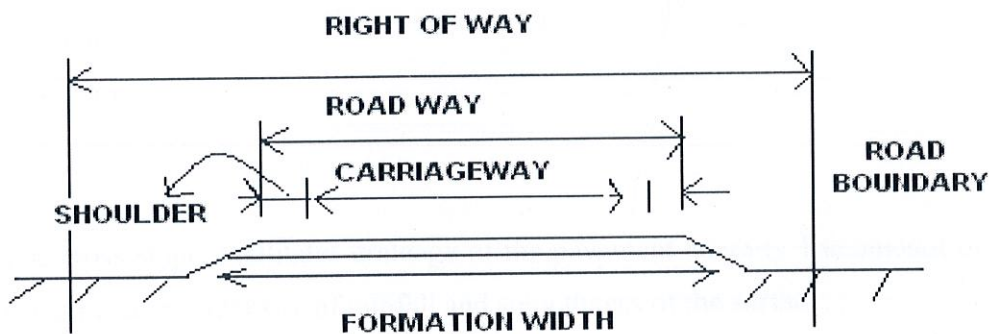 RIGHT OF WAY
ROAD WAY
CARRIAGEWAY
ROAD
BOUNDARY
SHOULDER
FORMATION WIDTH